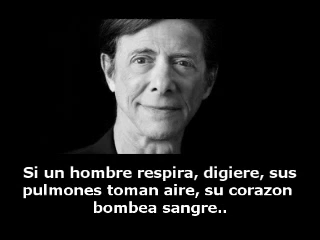 Si un hombre respira, digiere, sus
pulmones toman aire, su corazon
bombea sangre..